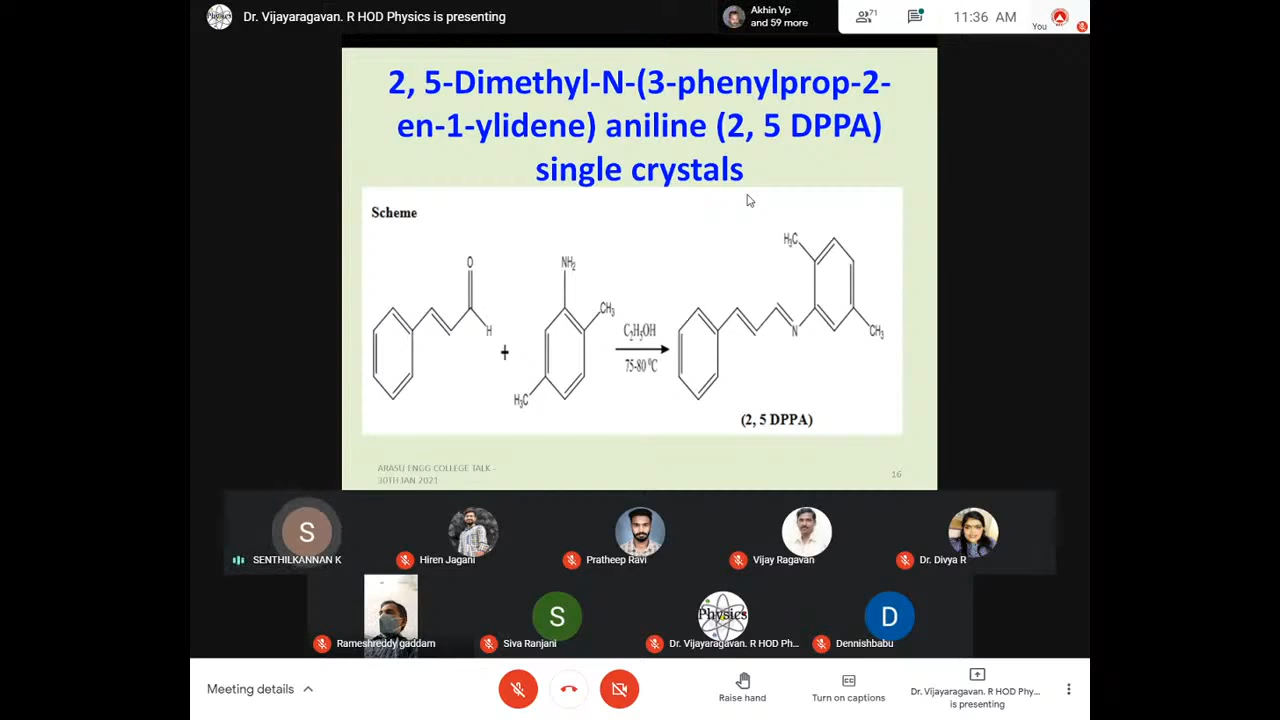 Dr. Vijayaragavan. R HOD Physics is presenting
Akhin Vp
and 59 more
71
11:36 AM
You
2, 5-Dimethyl-N-(3-phenylprop-2-
en-1-ylidene) aniline (2, 5 DPPA)
single crystals
Scheme
O
H
+
NH₂
CH₃
H₃C
C₂H₅OH
75-80 ⁰C
H₃C
N
CH₃
(2, 5 DPPA)
ARASU ENGG COLLEGE TALK -
30TH JAN 2021
16
S
SENTHILKANNAN K
Hiren Jagani
Pratheep Ravi
Vijay Ragavan
Dr. Divya R
Rameshreddy gaddam
S
Siva Ranjani
Physics
Dr. Vijayaragavan. R HOD Ph...
D
Dennishbabu
Meeting details
Raise hand
Turn on captions
Dr. Vijayaragavan. R HOD Phy...
is presenting